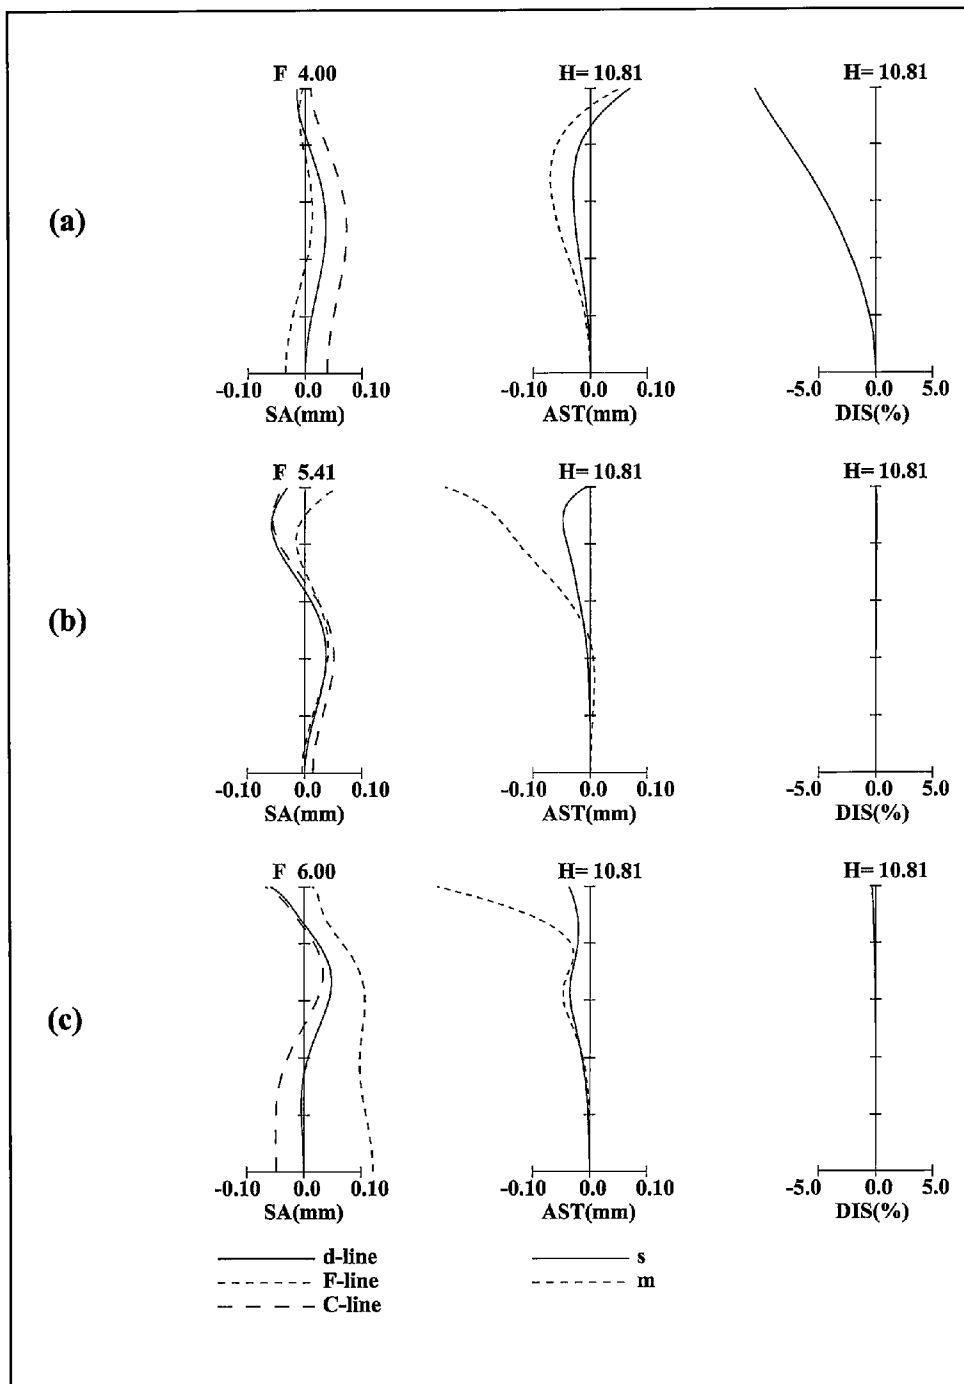 F 4.00 H= 10.81 H= 10.81
(a)
-0.10 0.0 0.10 -0.10 0.0 0.10 -5.0 0.0 5.0
SA(mm) AST(mm) DIS(%)
F 5.41 H= 10.81 H= 10.81
(b)
-0.10 0.0 0.10 -0.10 0.0 0.10 -5.0 0.0 5.0
SA(mm) AST(mm) DIS(%)
F 6.00 H= 10.81 H= 10.81
(c)
-0.10 0.0 0.10 -0.10 0.0 0.10 -5.0 0.0 5.0
SA(mm) AST(mm) DIS(%)
d-line s
F-line m
C-line